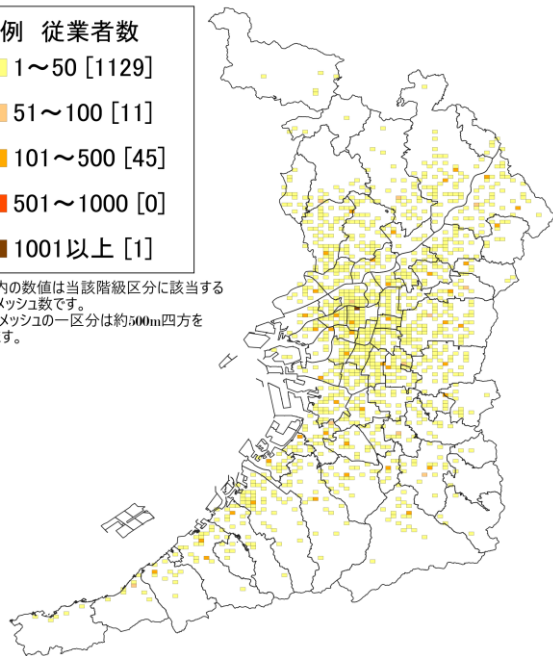 例 従業者数
1～50 [1129]
51～100 [11]
101～500 [45]
501～1000 [0]
1001以上 [1]
内の数値は当該階級区分に該当する
メッシュ数です。
メッシュの一区分は約500m四方を
す。